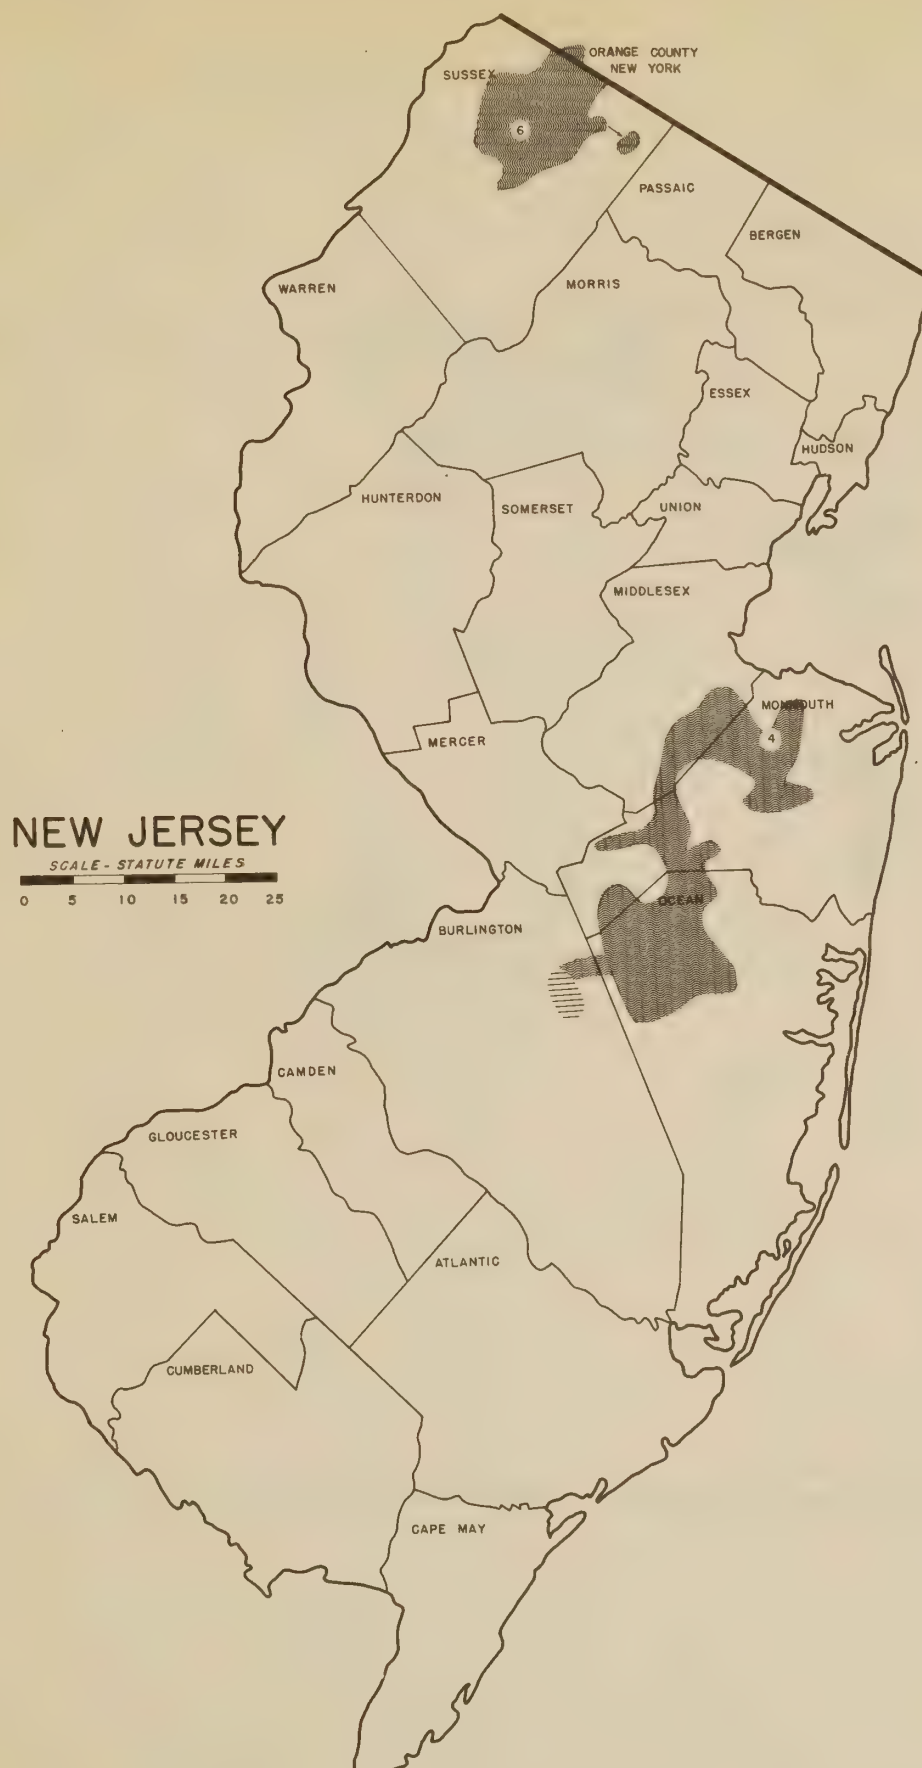 ORANGE COUNTY
NEW YORK
SUSSEX
6
PASSAIC
BERGEN
WARREN
MORRIS
ESSEX
HUDSON
HUNTERDON
SOMERSET
UNION
MIDDLESEX
MONMOUTH
4
MERCER
NEW JERSEY
SCALE - STATUTE MILES
0 5 10 15 20 25
OCEAN
BURLINGTON
CAMDEN
GLOUCESTER
SALEM
ATLANTIC
CUMBERLAND
CAPE MAY